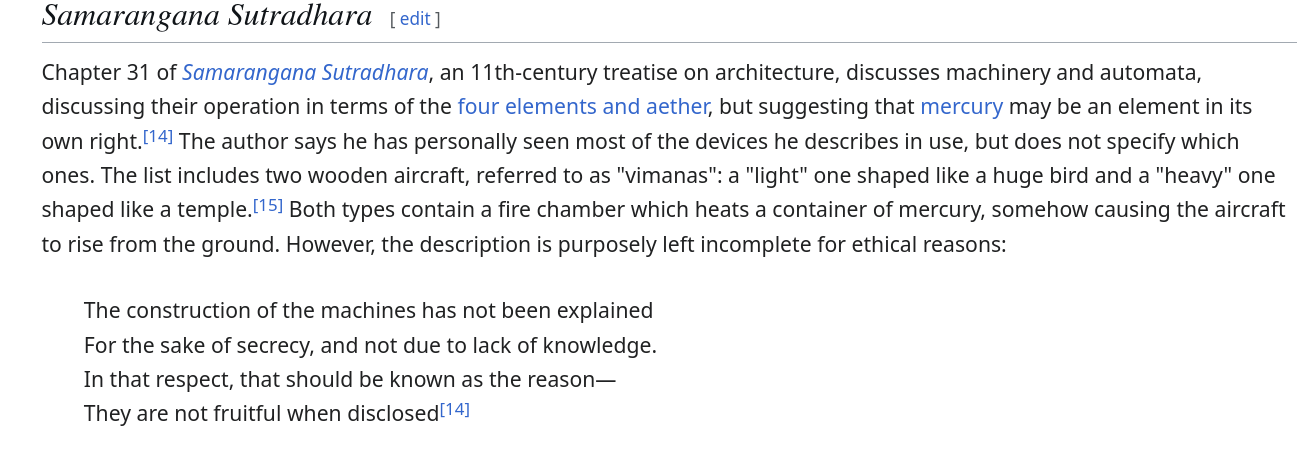 Samarangana Sutradhara [ edit ]
Chapter 31 of Samarangana Sutradhara, an 11th-century treatise on architecture, discusses machinery and automata,
discussing their operation in terms of the four elements and aether, but suggesting that mercury may be an element in its
own right.[14] The author says he has personally seen most of the devices he describes in use, but does not specify which
ones. The list includes two wooden aircraft, referred to as "vimanas": a "light" one shaped like a huge bird and a "heavy" one
shaped like a temple.[15] Both types contain a fire chamber which heats a container of mercury, somehow causing the aircraft
to rise from the ground. However, the description is purposely left incomplete for ethical reasons:
The construction of the machines has not been explained
For the sake of secrecy, and not due to lack of knowledge.
In that respect, that should be known as the reason—
They are not fruitful when disclosed[14]